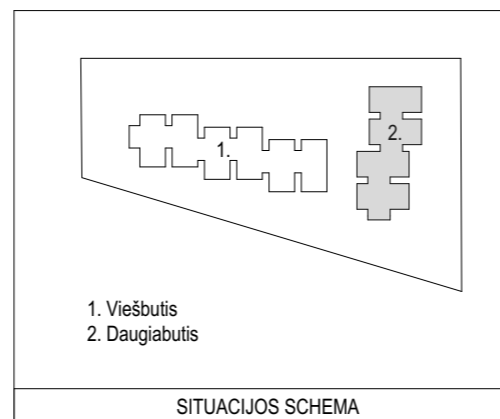 1.
2.
1. Viešbutis
2. Daugiabutis
SITUACIJOS SCHEMA